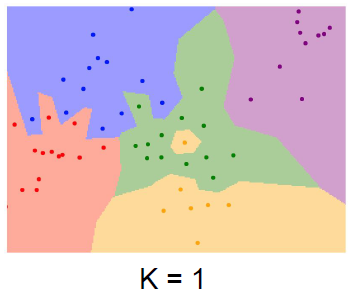 K = 1